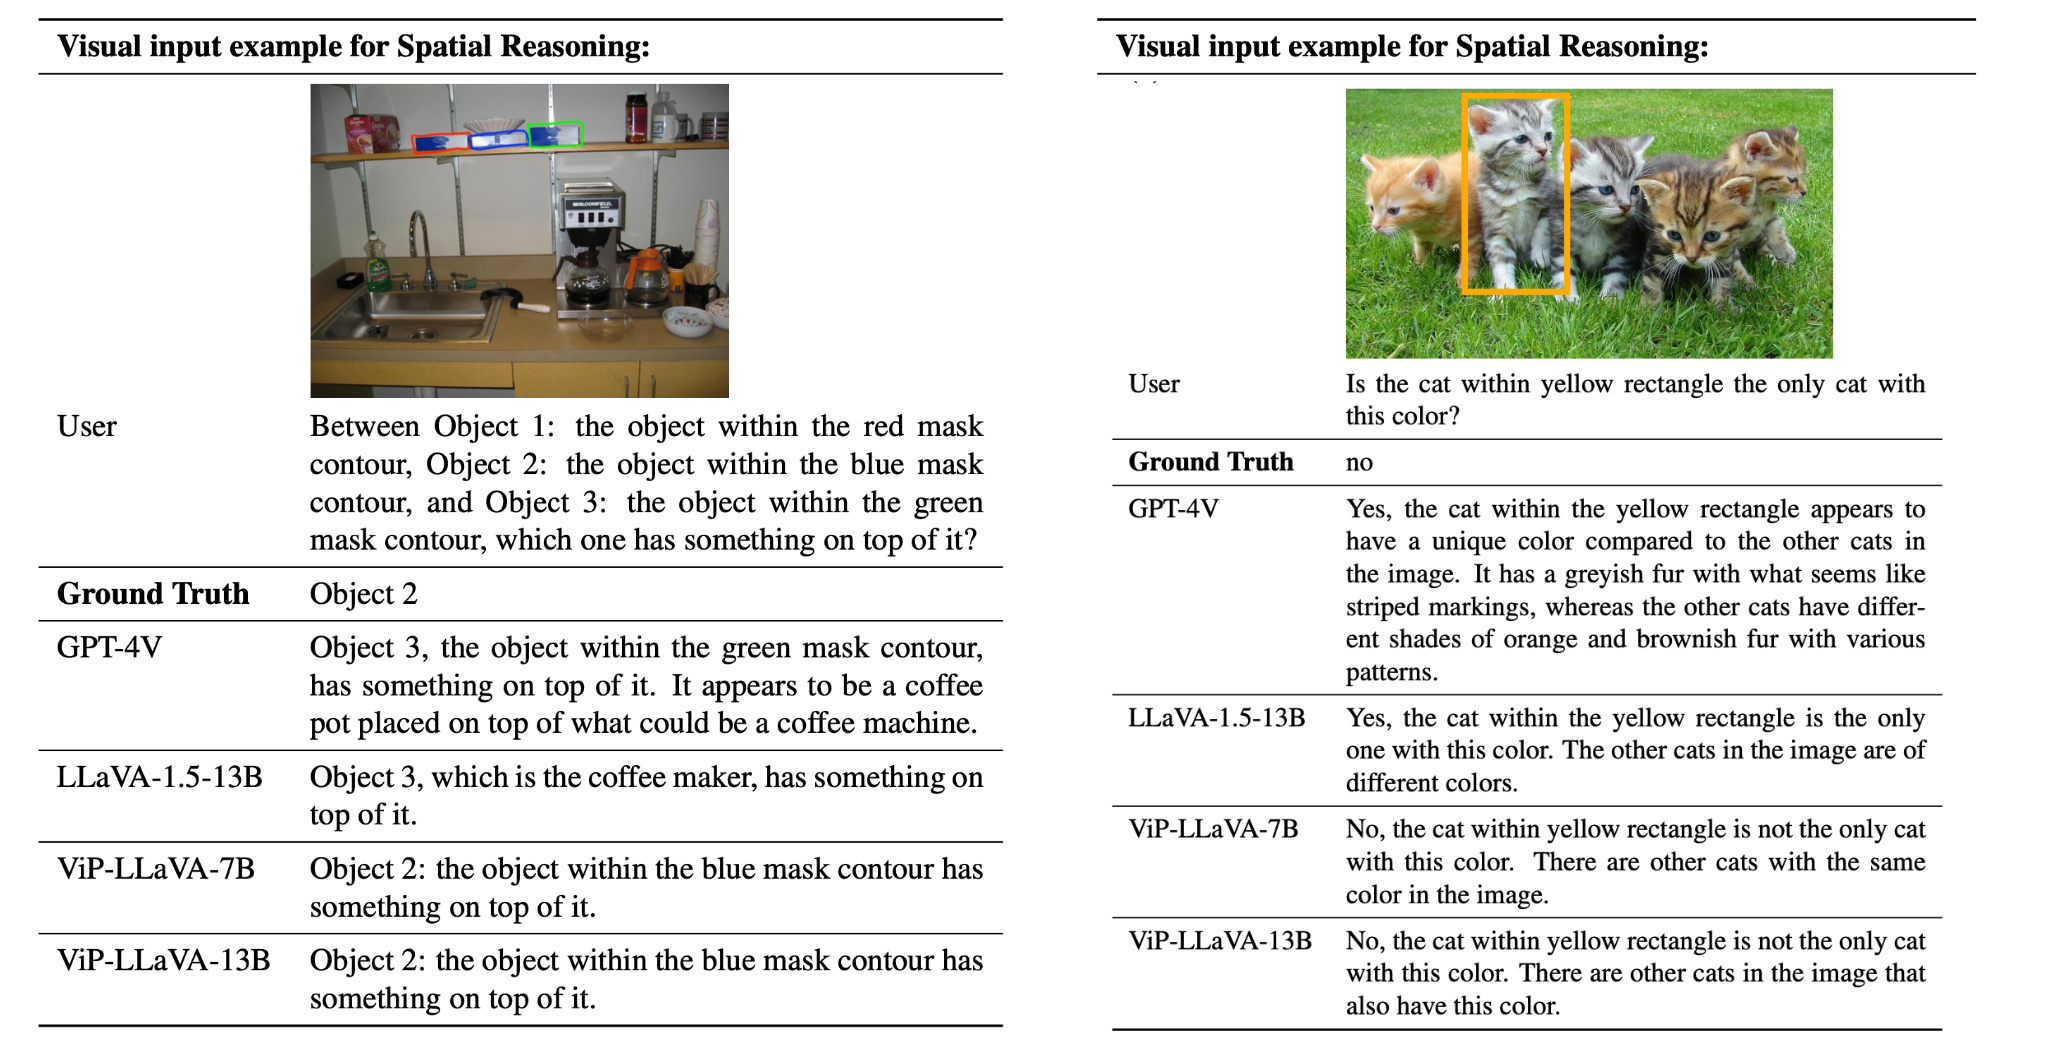 Visual input example for Spatial Reasoning:
BLOOMFIELD
User
Between Object 1: the object within the red mask
contour, Object 2: the object within the blue mask
contour, and Object 3: the object within the green
mask contour, which one has something on top of it?
Ground Truth
Object 2
GPT-4V
Object 3, the object within the green mask contour,
has something on top of it. It appears to be a coffee
pot placed on top of what could be a coffee machine.
LLaVA-1.5-13B
Object 3, which is the coffee maker, has something on
top of it.
ViP-LLaVA-7B
Object 2: the object within the blue mask contour has
something on top of it.
ViP-LLaVA-13B
Object 2: the object within the blue mask contour has
something on top of it.
Visual input example for Spatial Reasoning:
User
Is the cat within yellow rectangle the only cat with
this color?
Ground Truth
no
GPT-4V
Yes, the cat within the yellow rectangle appears to
have a unique color compared to the other cats in
the image. It has a greyish fur with what seems like
striped markings, whereas the other cats have differ-
ent shades of orange and brownish fur with various
patterns.
LLaVA-1.5-13B
Yes, the cat within the yellow rectangle is the only
one with this color. The other cats in the image are of
different colors.
ViP-LLaVA-7B
No, the cat within yellow rectangle is not the only cat
with this color. There are other cats with the same
color in the image.
ViP-LLaVA-13B
No, the cat within yellow rectangle is not the only cat
with this color. There are other cats in the image that
also have this color.